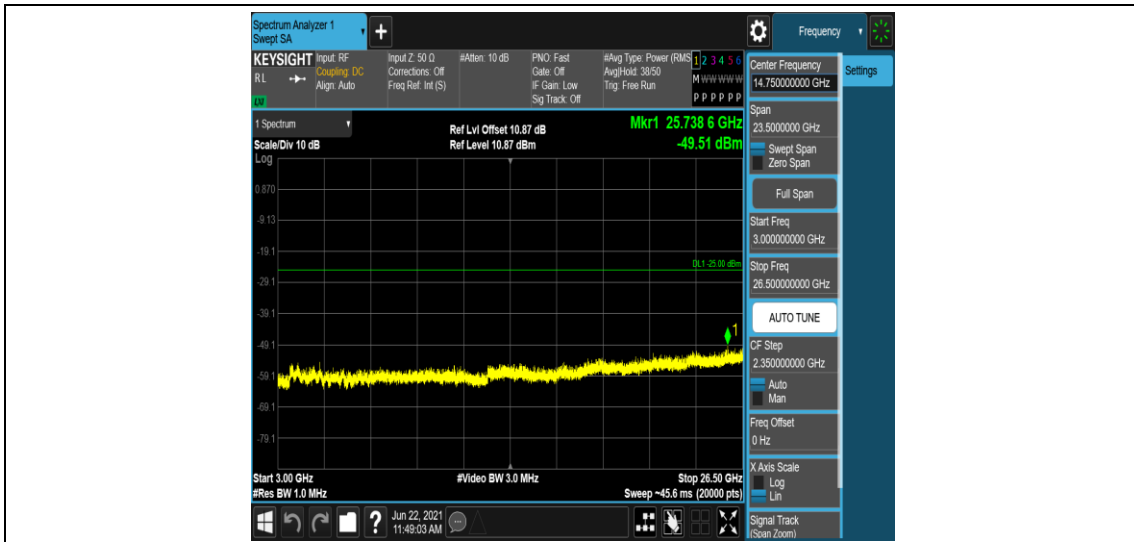 Spectrum Analyzer 1
Swept SA
+
Frequency
KEYSIGHT
RL
LXI
Input: RF
Coupling: DC
Align: Auto
Input Z: 50 Ω
Corrections: Off
Freq Ref: Int (S)
#Atten: 10 dB
PNO: Fast
Gate: Off
IF Gain: Low
Sig Track: Off
#Avg Type: Power (RMS
Avg|Hold: 38/50
Trig: Free Run
1 2 3 4 5 6
M W W W W W
P P P P P P
Settings
1 Spectrum
Scale/Div 10 dB
Log
Ref Lvl Offset 10.87 dB
Ref Level 10.87 dBm
Mkr1 25.738 6 GHz
-49.51 dBm
0.870
-9.13
-19.1
-29.1
-39.1
-49.1
-59.1
-69.1
-79.1
DL1 -25.00 dBm
1
Start 3.00 GHz
#Res BW 1.0 MHz
#Video BW 3.0 MHz
Stop 26.50 GHz
Sweep ~45.6 ms (20000 pts)
Center Frequency
14.750000000 GHz
Span
23.5000000 GHz
Swept Span
Zero Span
Full Span
Start Freq
3.000000000 GHz
Stop Freq
26.500000000 GHz
AUTO TUNE
CF Step
2.350000000 GHz
Auto
Man
Freq Offset
0 Hz
X Axis Scale
Log
Lin
Signal Track
(Span Zoom)
?
Jun 22, 2021
11:49:03 AM